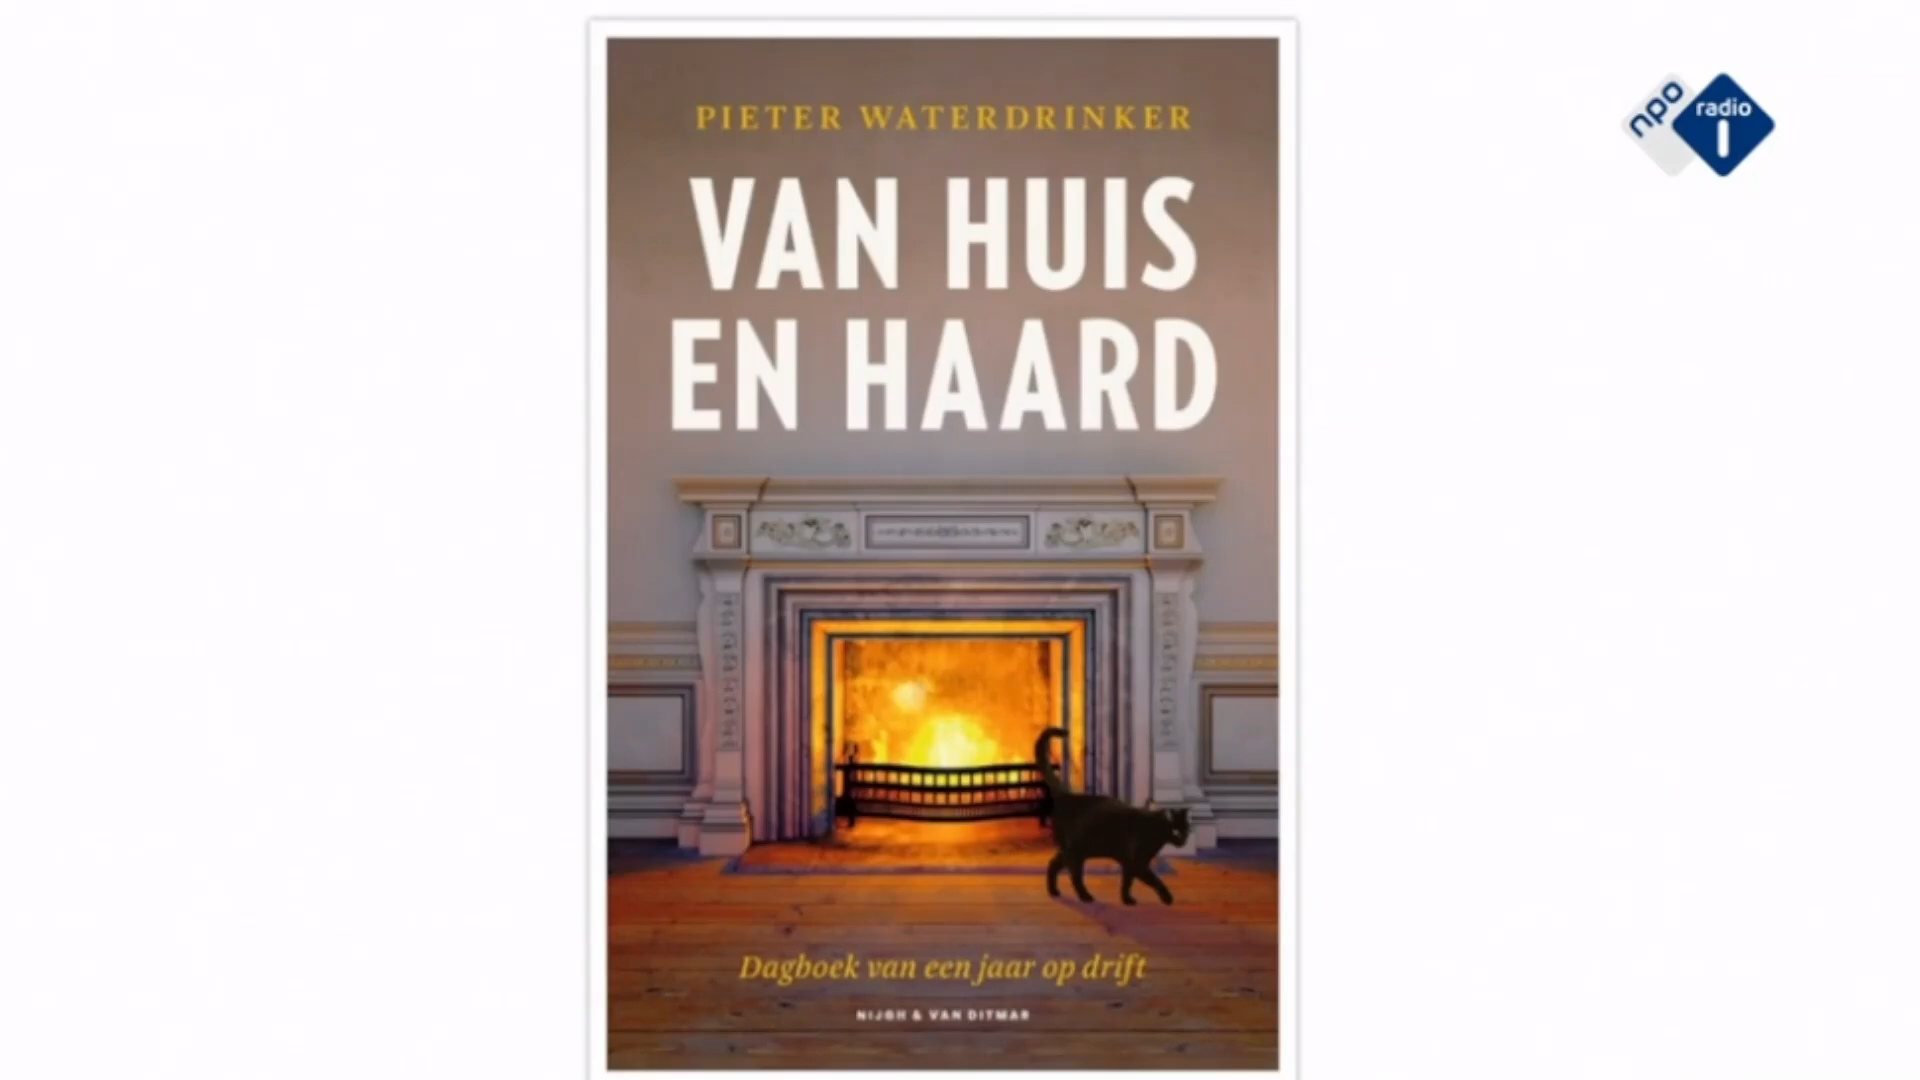 PIETER WATERDRINKER
VAN HUIS
EN HAARD
Dagboek van een jaar op drift
NIJGH & VAN DITMAR
npo
radio
1